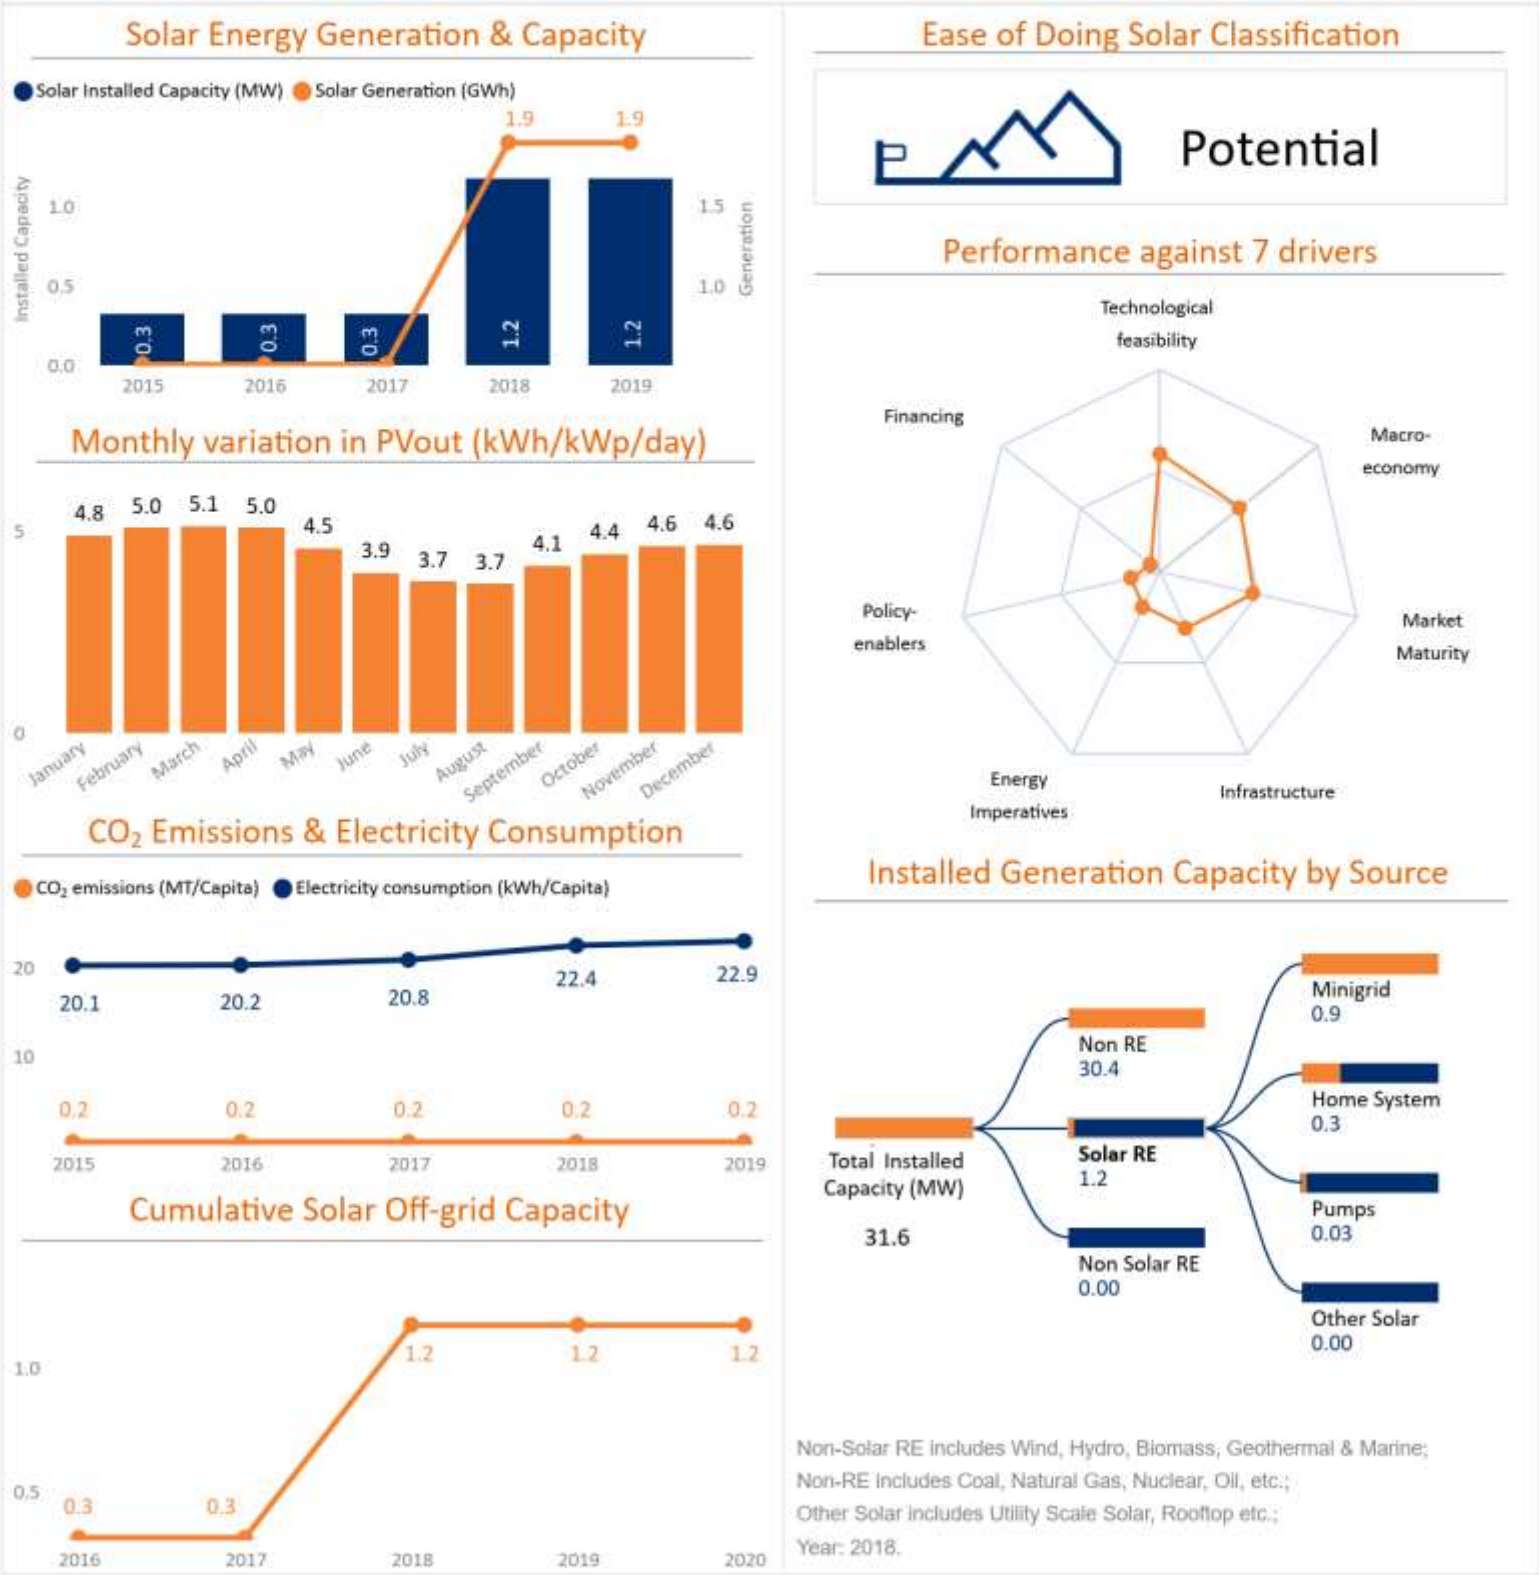 Solar Energy Generation & Capacity
Solar Installed Capacity (MW) Solar Generation (GWh)
1.9 1.9
Installed Capacity
1.0
0.5
0.0
1.5
1.0
Generation
0.3 0.3 0.3 1.2 1.2
2015 2016 2017 2018 2019
Monthly variation in PVout (kWh/kWp/day)
4.8 5.0 5.1 5.0 4.5 3.9 3.7 3.7 4.1 4.4 4.6 4.6
5
0
January February March April May June July August September October November December
CO₂ Emissions & Electricity Consumption
CO₂ emissions (MT/Capita) Electricity consumption (kWh/Capita)
20
20.1 20.2 20.8 22.4 22.9
10
0.2 0.2 0.2 0.2 0.2
2015 2016 2017 2018 2019
Cumulative Solar Off-grid Capacity
1.2 1.2 1.2
1.0
0.5
0.3 0.3
2016 2017 2018 2019 2020
Ease of Doing Solar Classification
Potential
Performance against 7 drivers
Technological
feasibility
Financing
Macro-
economy
Policy-
enablers
Market
Maturity
Energy
Imperatives
Infrastructure
Installed Generation Capacity by Source
Total Installed
Capacity (MW)
31.6
Non RE
30.4
Solar RE
1.2
Non Solar RE
0.00
Minigrid
0.9
Home System
0.3
Pumps
0.03
Other Solar
0.00
Non-Solar RE includes Wind, Hydro, Biomass, Geothermal & Marine;
Non-RE includes Coal, Natural Gas, Nuclear, Oil, etc.;
Other Solar includes Utility Scale Solar, Rooftop etc.;
Year: 2018.